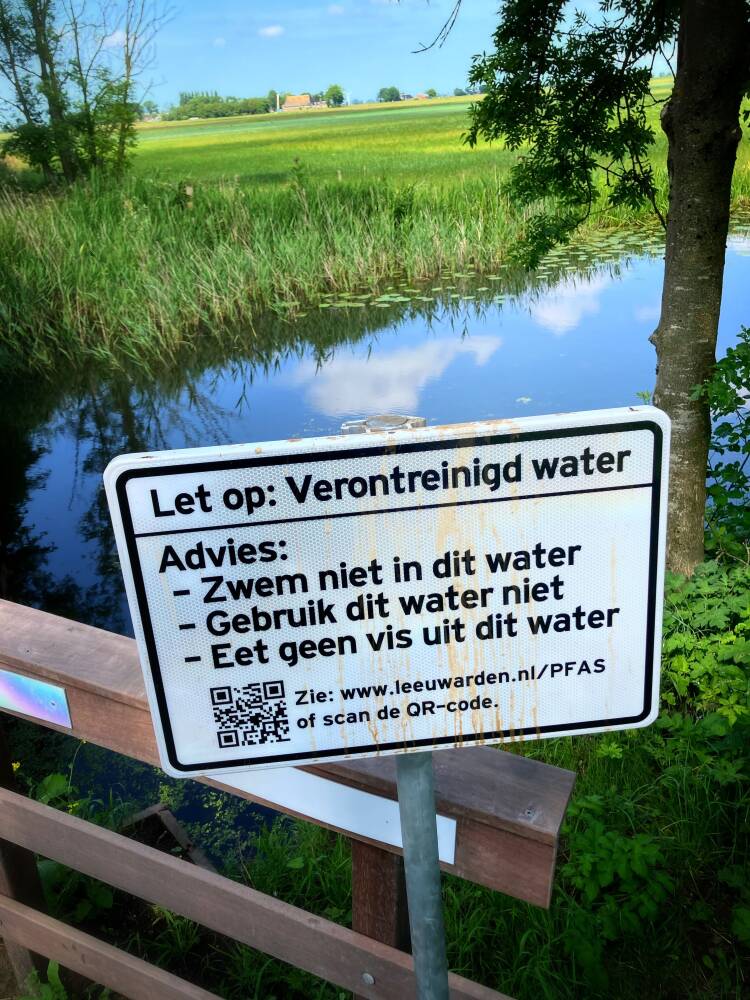 Let op: Verontreinigd water
Advies:
- Zwem niet in dit water
- Gebruik dit water niet
- Eet geen vis uit dit water
Zie: www.leeuwarden.nl/PFAS
of scan de QR-code.